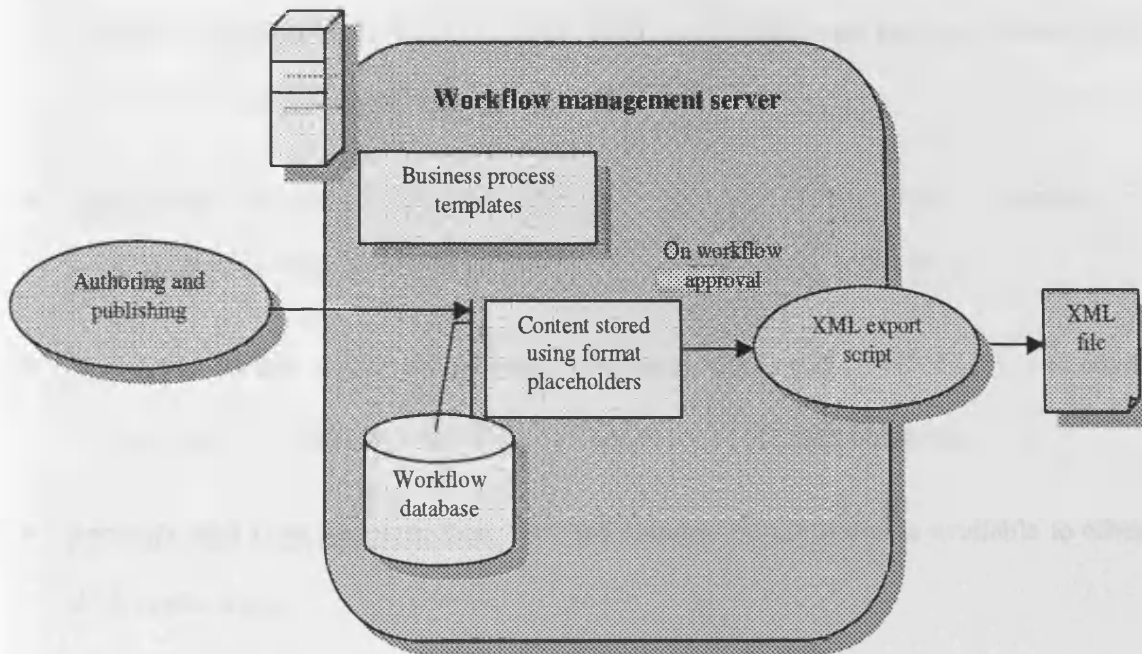 Workflow management server
Business process
templates
On workflow
approval
Authoring and
publishing
Content stored
using format
placeholders
XML export
script
XML
file
Workflow
database